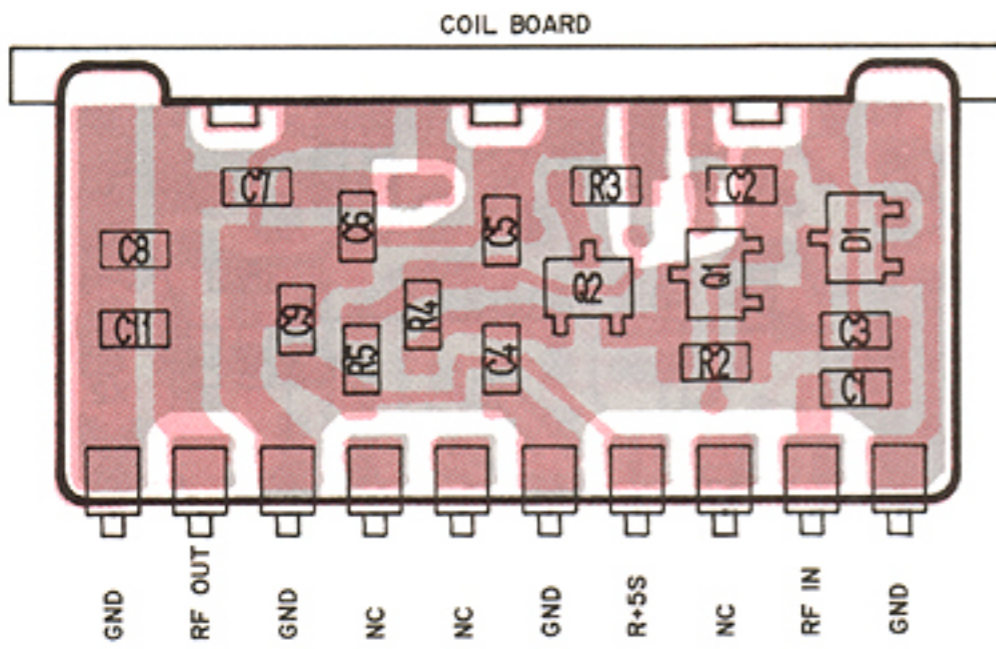 COIL BOARD
C7
R3
C2
C6
C5
D1
C8
Q2
Q1
C9
R4
C11
C3
R5
C4
R2
C1
GND
RF OUT
GND
NC
NC
GND
R+5S
NC
RF IN
GND